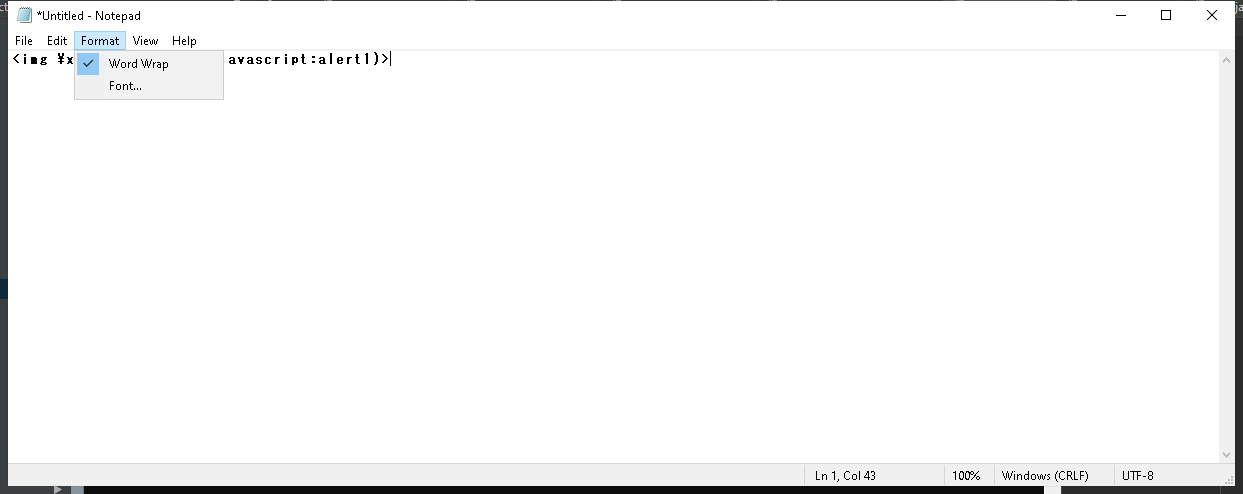 *Untitled - Notepad
File Edit Format View Help
<img ¥x avascript:alert1)>
Word Wrap
Font...
Ln 1, Col 43 100% Windows (CRLF) UTF-8